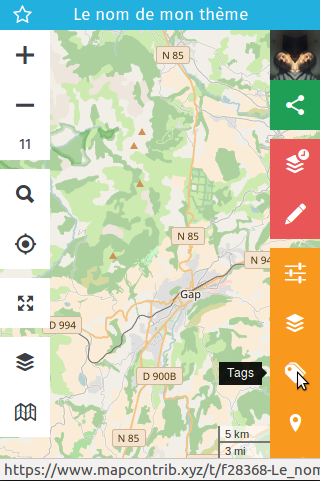 Le nom de mon thème
N 85
11
N 85
N 94
Gap
D 994
Tags
D 900B
N 85
5 km
3 mi
https://www.mapcontrib.xyz/t/f28368-Le_nom